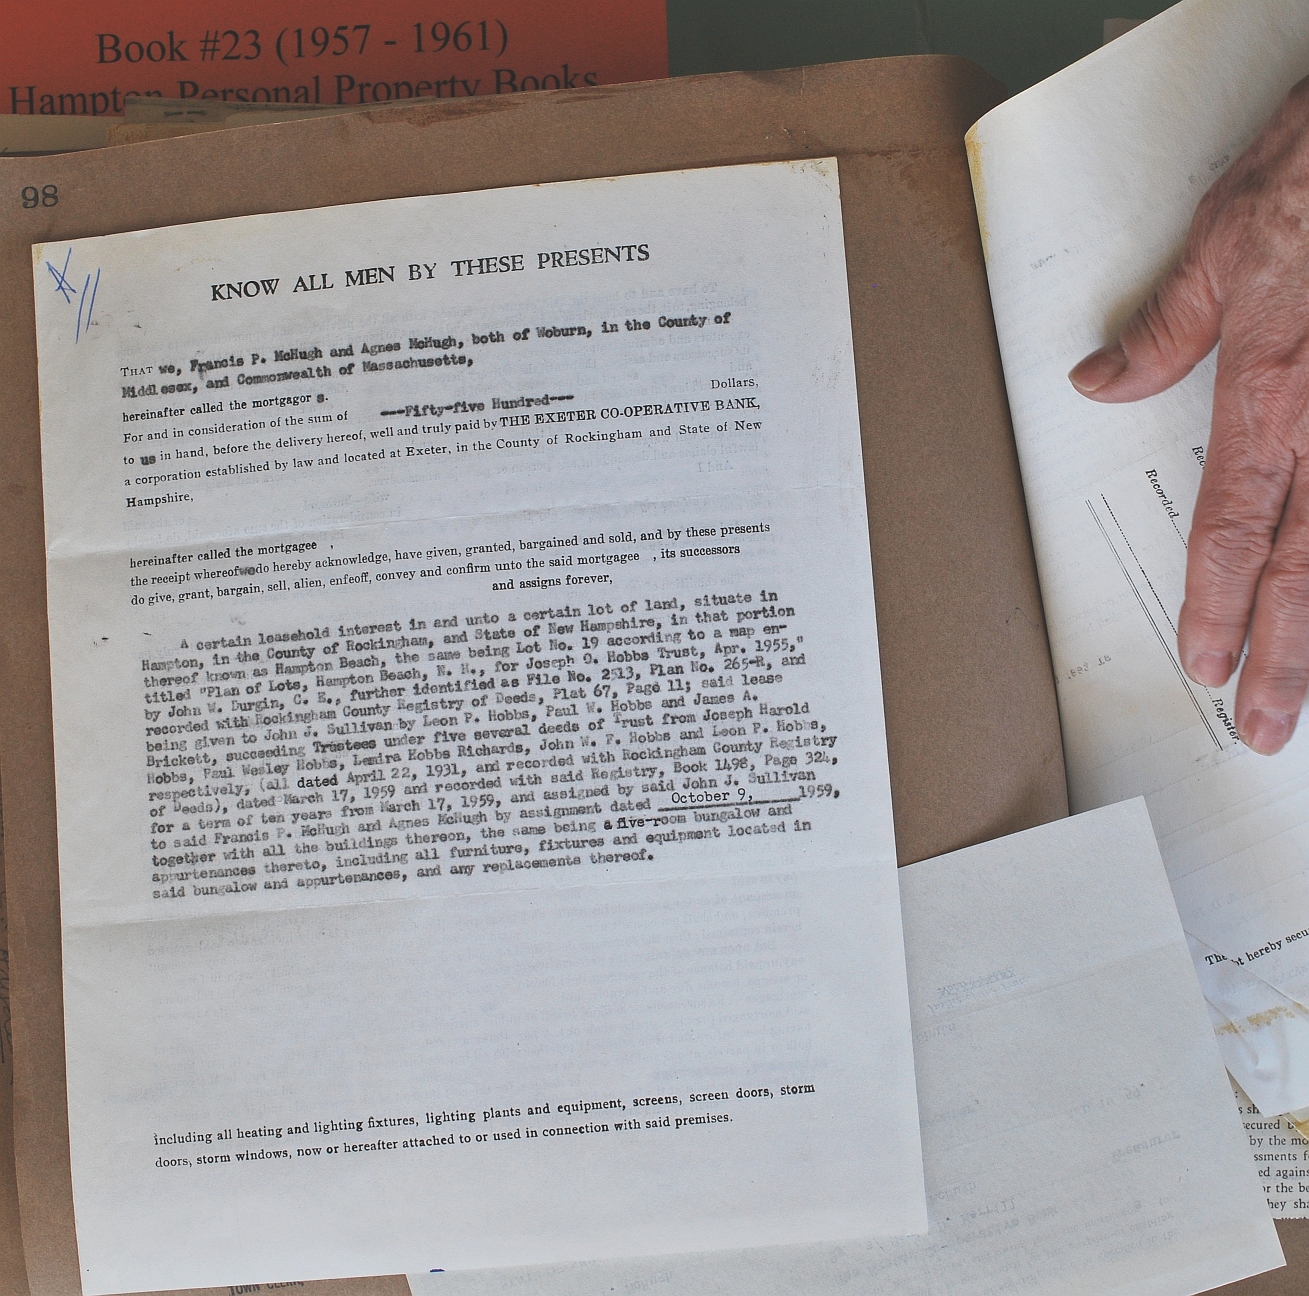 Book #23 (1957 - 1961)
Hampton Personal Property Books
98
KNOW ALL MEN BY THESE PRESENTS
THAT we, Francis P. McHugh and Agnes McHugh, both of Woburn, in the County of
Middlesex, and Commonwealth of Massachusetts,
hereinafter called the mortgagor s.
For and in consideration of the sum of ---Fifty-five Hundred--- Dollars,
to us in hand, before the delivery hereof, well and truly paid by THE EXETER CO-OPERATIVE BANK,
a corporation established by law and located at Exeter, in the County of Rockingham and State of New
Hampshire,
hereinafter called the mortgagee ,
the receipt whereof we do hereby acknowledge, have given, granted, bargained and sold, and by these presents
do give, grant, bargain, sell, alien, enfeoff, convey and confirm unto the said mortgagee , its successors
and assigns forever,
A certain leasehold interest in and unto a certain lot of land, situate in
Hampton, in the County of Rockingham, and State of New Hampshire, in that portion
thereof known as Hampton Beach, the same being Lot No. 19 according to a map en-
titled "Plan of Lots, Hampton Beach, N. H., for Joseph O. Hobbs Trust, Apr. 1955,"
by John W. Durgin, C. E., further identified as File No. 2513, Plan No. 265-R, and
recorded with Rockingham County Registry of Deeds, Plat 67, Page 11; said lease
being given to John J. Sullivan by Leon P. Hobbs, Paul W. Hobbs and James A.
Brickett, succeeding Trustees under five several deeds of Trust from Joseph Harold
Hobbs, Paul Wesley Hobbs, Lemira Hobbs Richards, John W. F. Hobbs and Leon P. Hobbs,
respectively, (all dated April 22, 1931, and recorded with Rockingham County Registry
of Deeds), dated March 17, 1959 and recorded with said Registry, Book 1498, Page 324,
for a term of ten years from March 17, 1959, and assigned by said John J. Sullivan
to said Francis P. McHugh and Agnes McHugh by assignment dated October 9, 1959,
together with all the buildings thereon, the same being a five-room bungalow and
appurtenances thereto, including all furniture, fixtures and equipment located in
said bungalow and appurtenances, and any replacements thereof.
including all heating and lighting fixtures, lighting plants and equipment, screens, screen doors, storm
doors, storm windows, now or hereafter attached to or used in connection with said premises.
TOWN CLERK
Recorded
Register.
hereby
by the